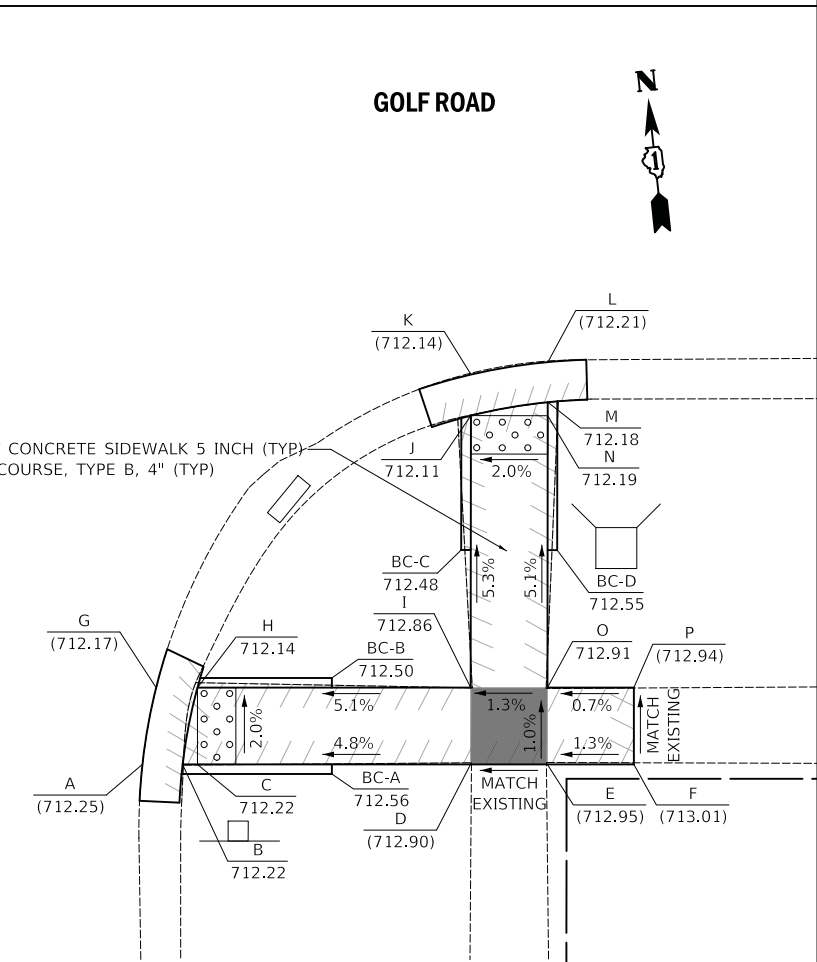 GOLF ROAD
N
1
L
(712.21)
K
(712.14)
M
712.18
CONCRETE SIDEWALK 5 INCH (TYP)
COURSE, TYPE B, 4" (TYP)
J
712.11
2.0%
N
712.19
BC-C
712.48
5.3%
5.1%
BC-D
712.55
I
712.86
G
(712.17)
H
712.14
BC-B
712.50
O
712.91
P
(712.94)
5.1%
1.3%
0.7%
2.0%
4.8%
1.0%
1.3%
MATCH
EXISTING
A
(712.25)
C
712.22
BC-A
712.56
MATCH
EXISTING
D
(712.90)
E
(712.95)
F
(713.01)
B
712.22